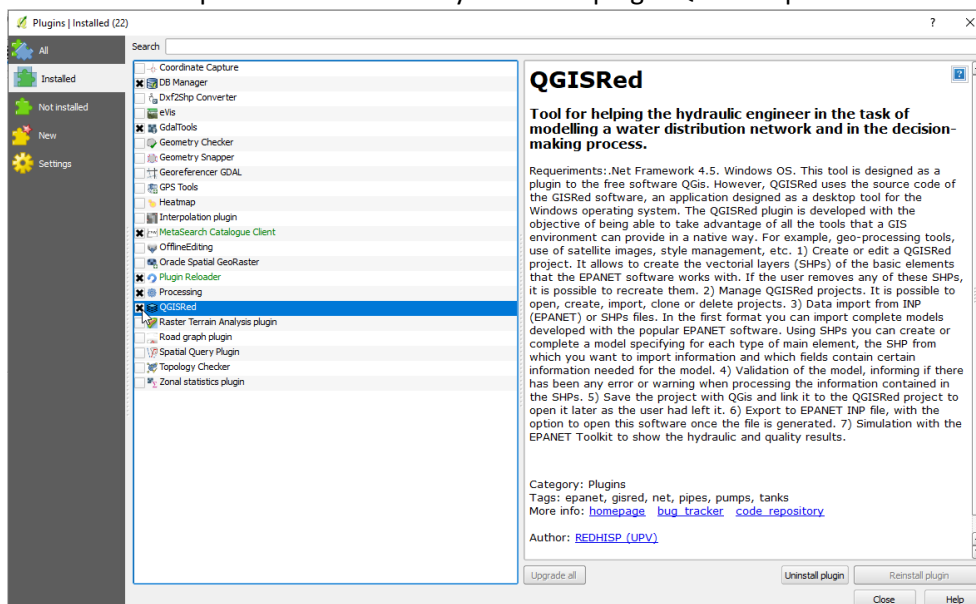 Plugins | Installed (22)
?
All
Installed
Not installed
New
Settings
Search
Coordinate Capture
DB Manager
Dxf2Shp Converter
eVis
GdalTools
Geometry Checker
Geometry Snapper
Georeferencer GDAL
GPS Tools
Heatmap
Interpolation plugin
MetaSearch Catalogue Client
OfflineEditing
Oracle Spatial GeoRaster
Plugin Reloader
Processing
QGISRed
Raster Terrain Analysis plugin
Road graph plugin
Spatial Query Plugin
Topology Checker
Zonal statistics plugin
QGISRed
Tool for helping the hydraulic engineer in the task of
modelling a water distribution network and in the decision-
making process.
Requeriments:.Net Framework 4.5. Windows OS. This tool is designed as a
plugin to the free software QGis. However, QGISRed uses the source code of
the GISRed software, an application designed as a desktop tool for the
Windows operating system. The QGISRed plugin is developed with the
objective of being able to take advantage of all the tools that a GIS
environment can provide in a native way. For example, geo-processing tools,
use of satellite images, style management, etc. 1) Create or edit a QGISRed
project. It allows to create the vectorial layers (SHPs) of the basic elements
that the EPANET software works with. If the user removes any of these SHPs,
it is possible to recreate them. 2) Manage QGISRed projects. It is possible to
open, create, import, clone or delete projects. 3) Data import from INP
(EPANET) or SHPs files. In the first format you can import complete models
developed with the popular EPANET software. Using SHPs you can create or
complete a model specifying for each type of main element, the SHP from
which you want to import information and which fields contain certain
information needed for the model. 4) Validation of the model, informing if there
has been any error or warning when processing the information contained in
the SHPs. 5) Save the project with QGis and link it to the QGISRed project to
open it later as the user had left it. 6) Export to EPANET INP file, with the
option to open this software once the file is generated. 7) Simulation with the
EPANET Toolkit to show the hydraulic and quality results.
Category: Plugins
Tags: epanet, gisred, net, pipes, pumps, tanks
More info: homepage bug tracker code repository
Author: REDHISP (UPV)
Upgrade all
Uninstall plugin
Reinstall plugin
Close
Help